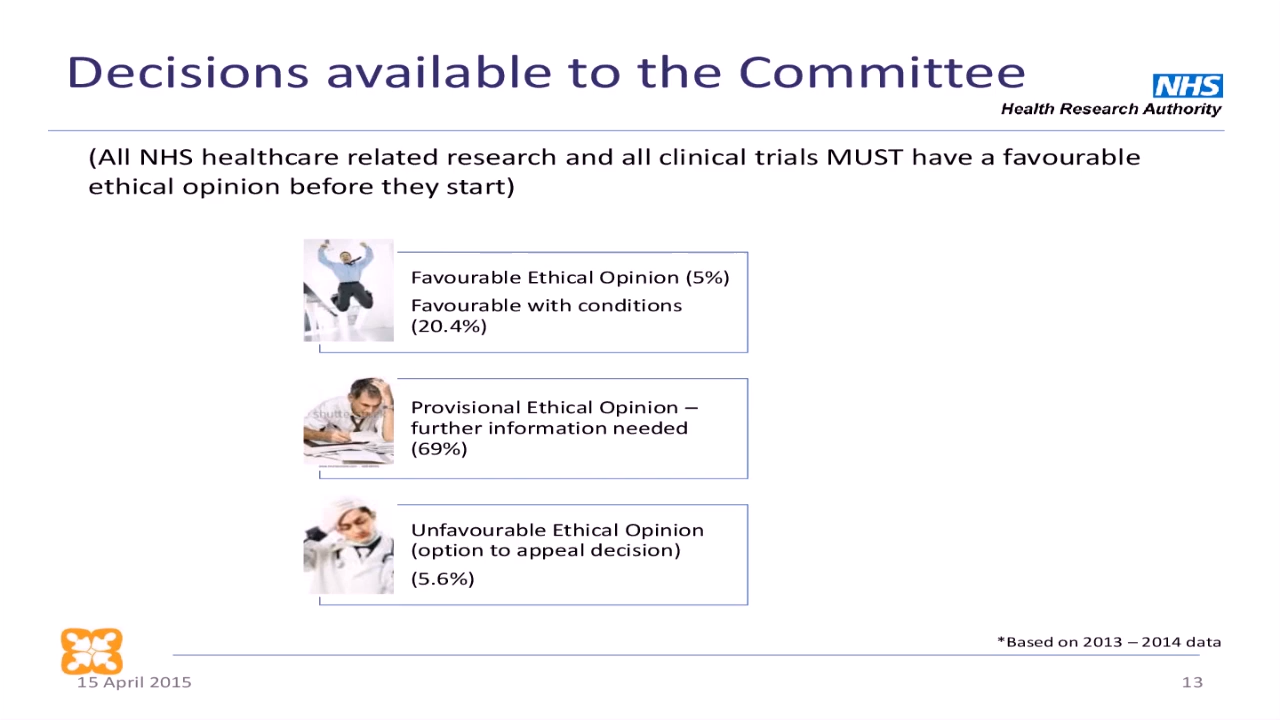 Decisions available to the Committee
NHS
Health Research Authority
(All NHS healthcare related research and all clinical trials MUST have a favourable
ethical opinion before they start)
Favourable Ethical Opinion (5%)
Favourable with conditions
(20.4%)
Provisional Ethical Opinion –
further information needed
(69%)
Unfavourable Ethical Opinion
(option to appeal decision)
(5.6%)
*Based on 2013 – 2014 data
15 April 2015
13